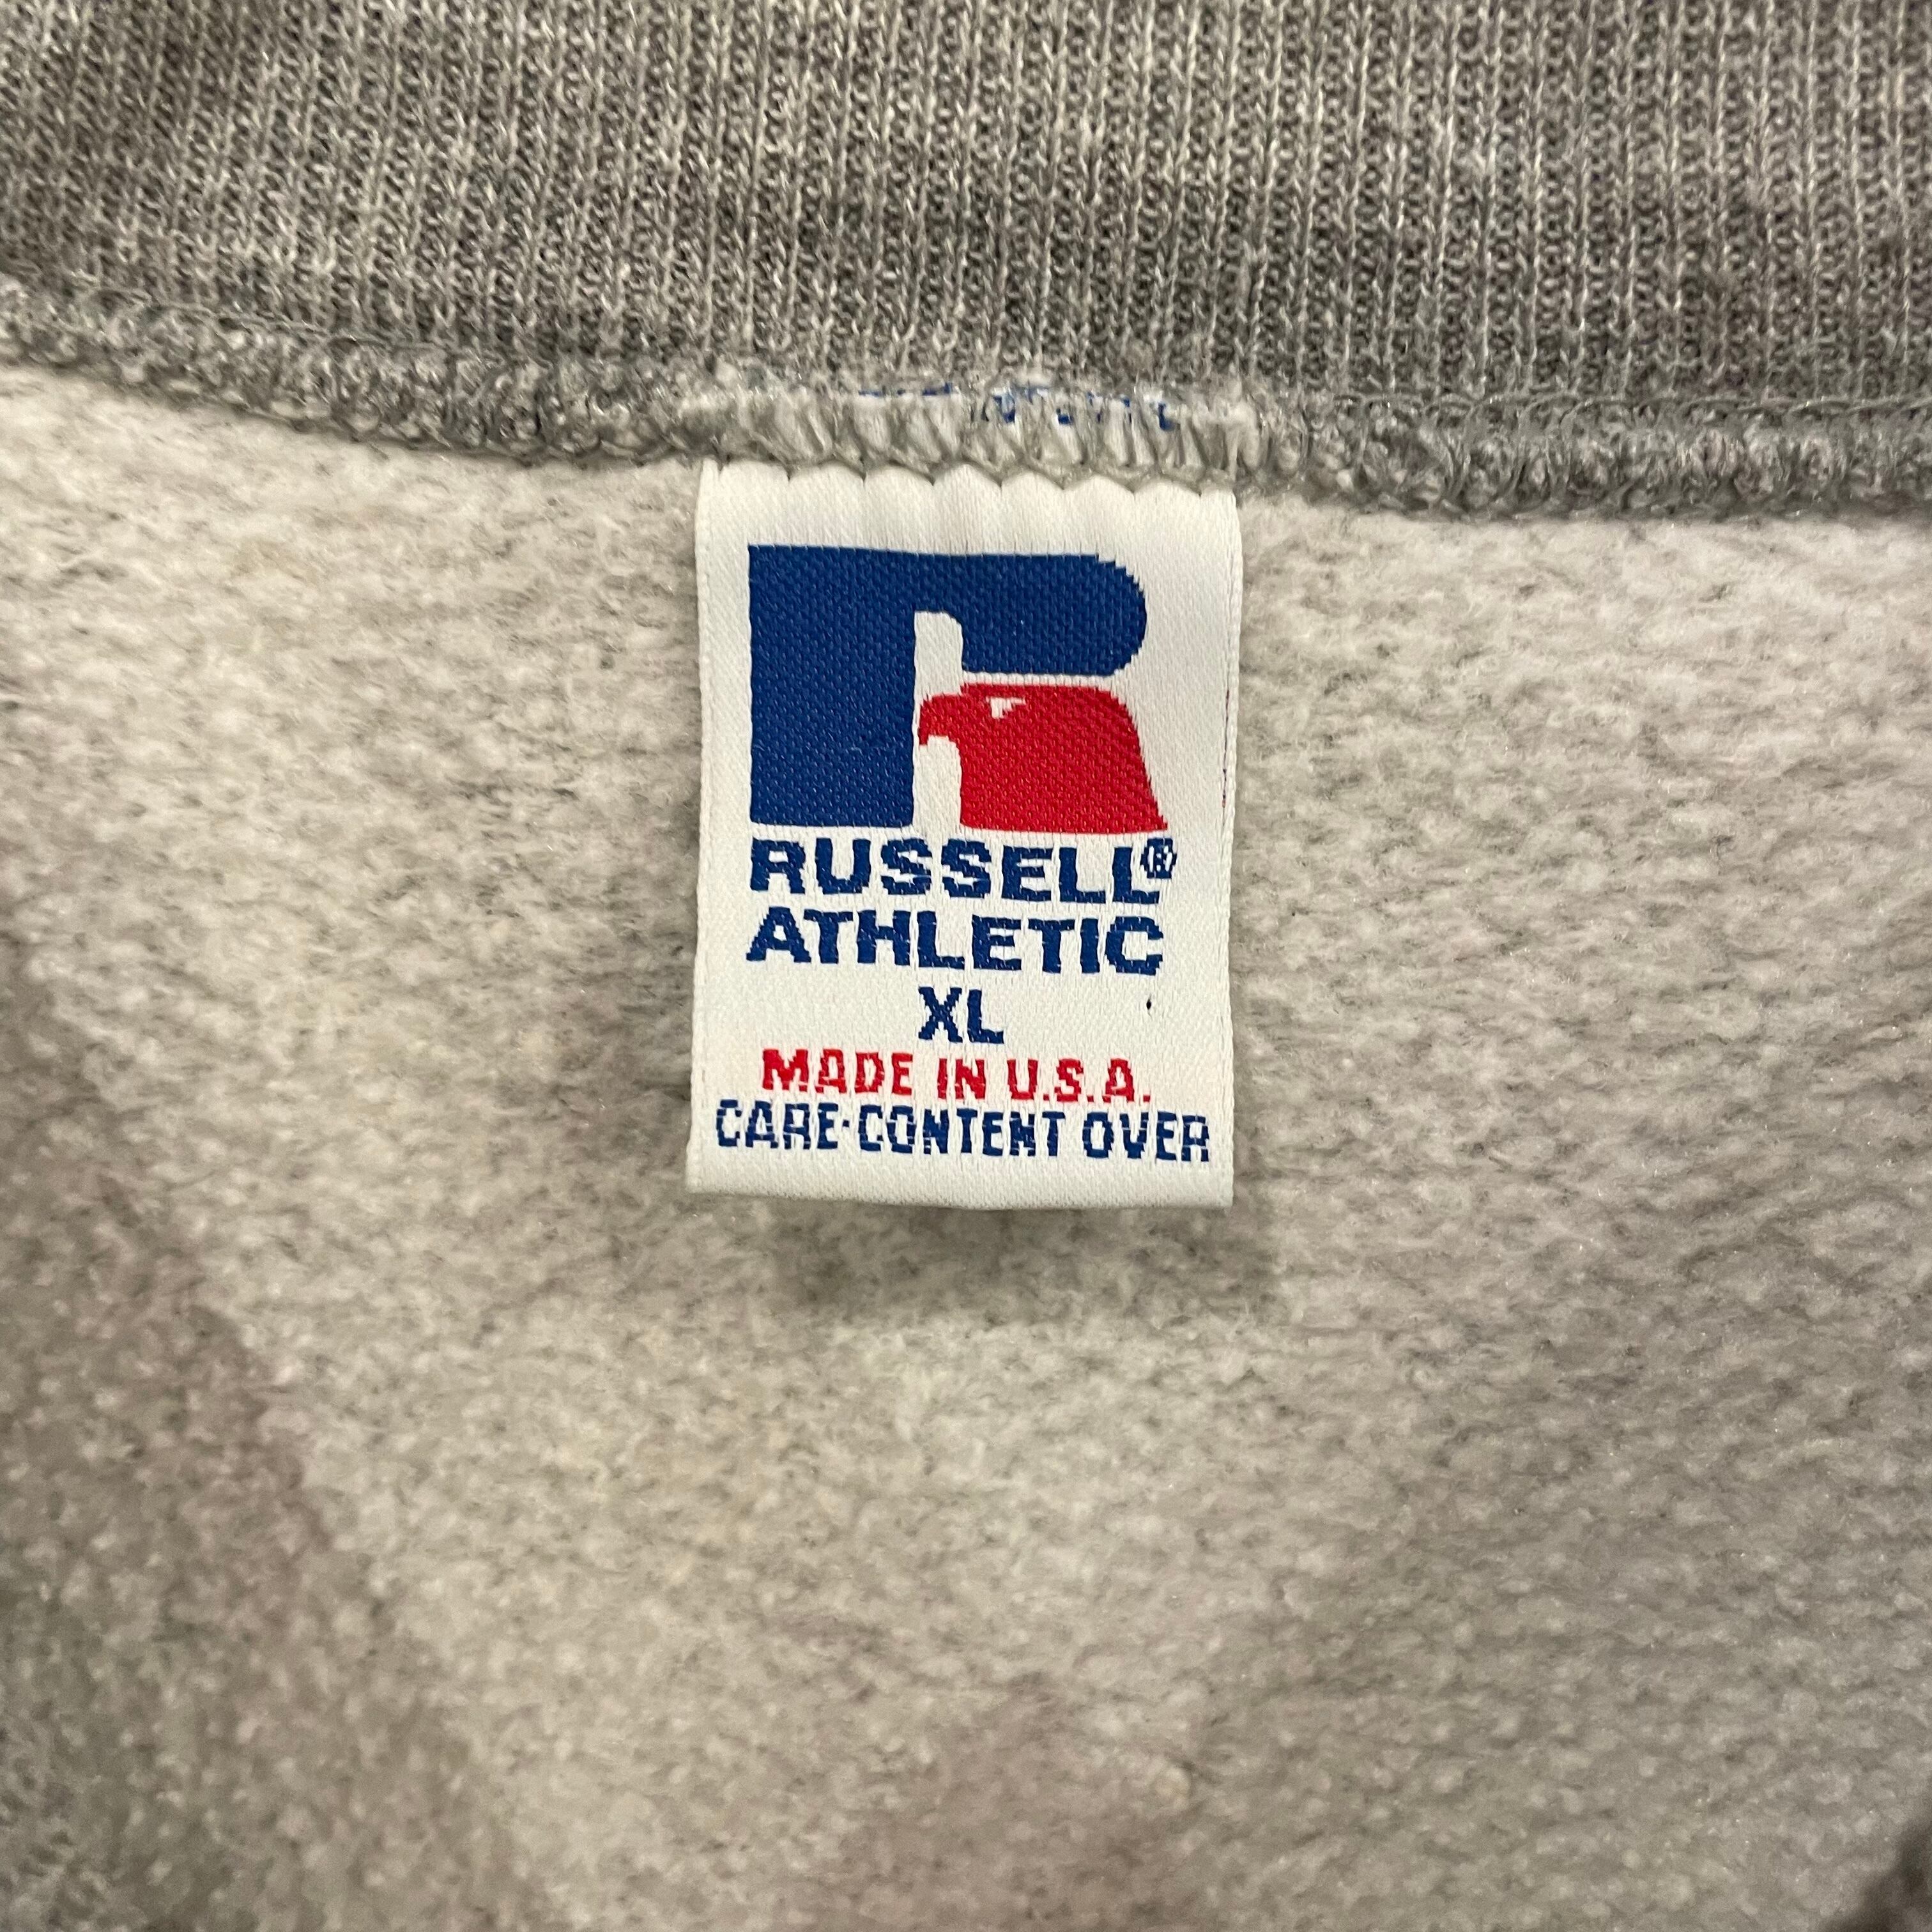 RUSSELL®
ATHLETIC
XL
MADE IN U.S.A.
CARE·CONTENT OVER